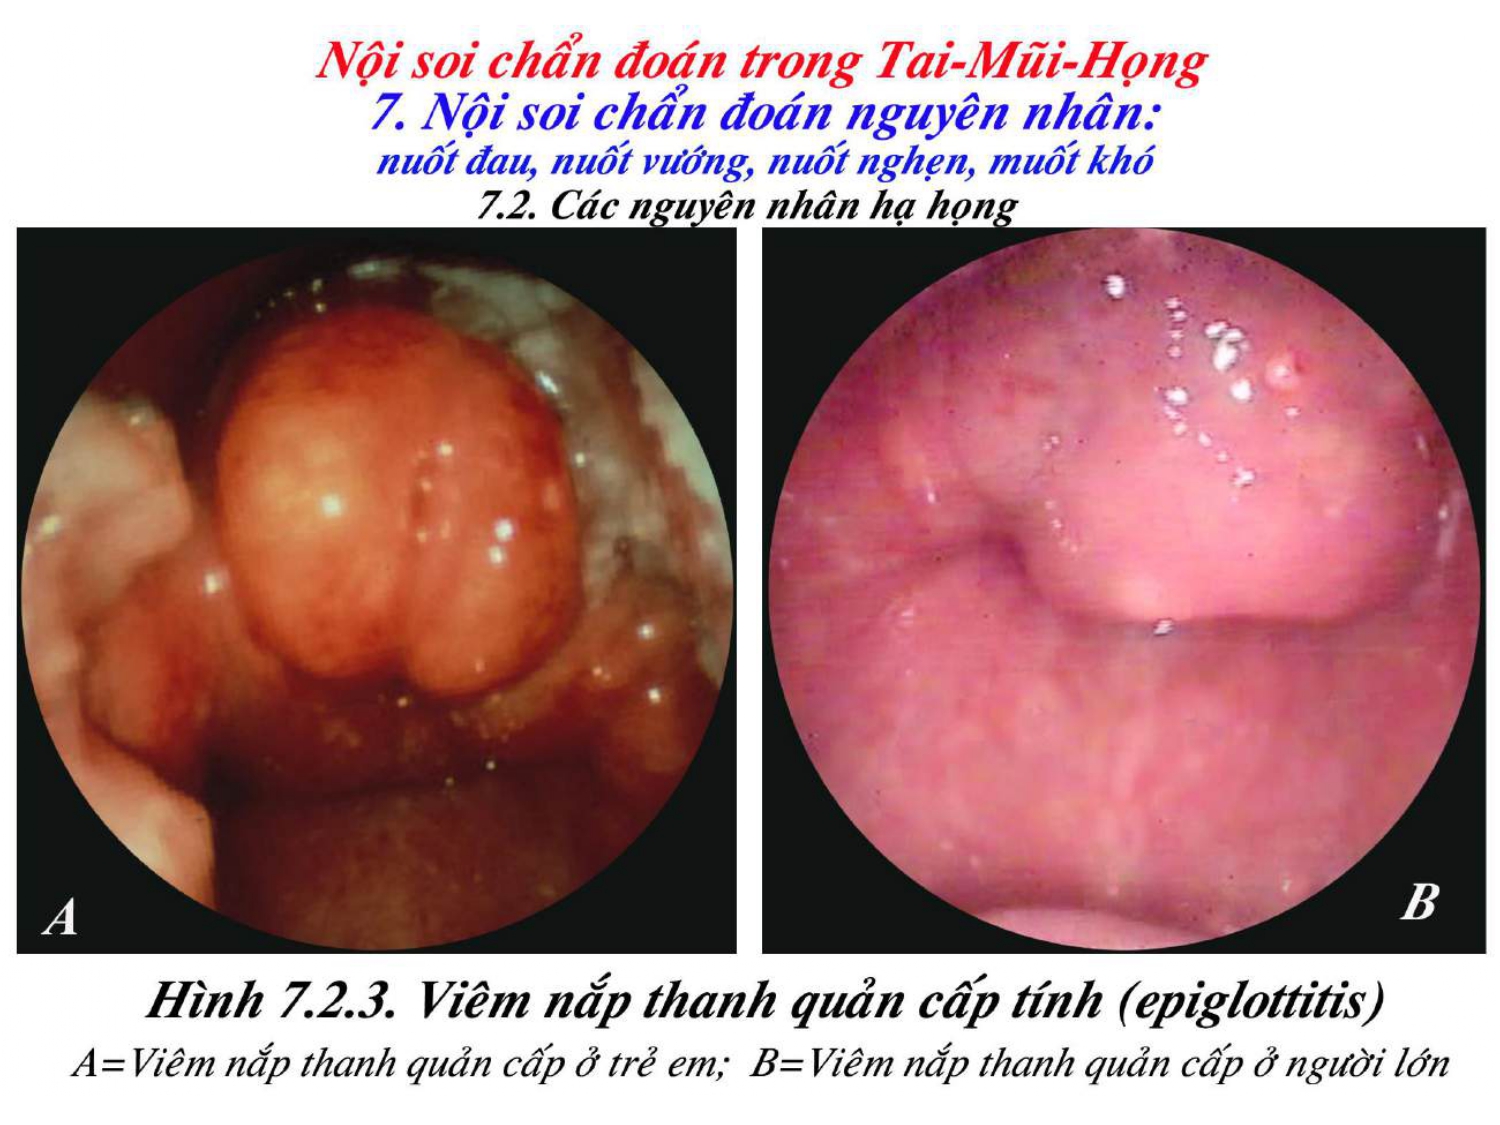 Nội soi chẩn đoán trong Tai-Mũi-Họng
7. Nội soi chẩn đoán nguyên nhân:
nuốt đau, nuốt vướng, nuốt nghẹn, muốt khó
7.2. Các nguyên nhân hạ họng
A
B
Hình 7.2.3. Viêm nắp thanh quản cấp tính (epiglottitis)
A=Viêm nắp thanh quản cấp ở trẻ em; B=Viêm nắp thanh quản cấp ở người lớn